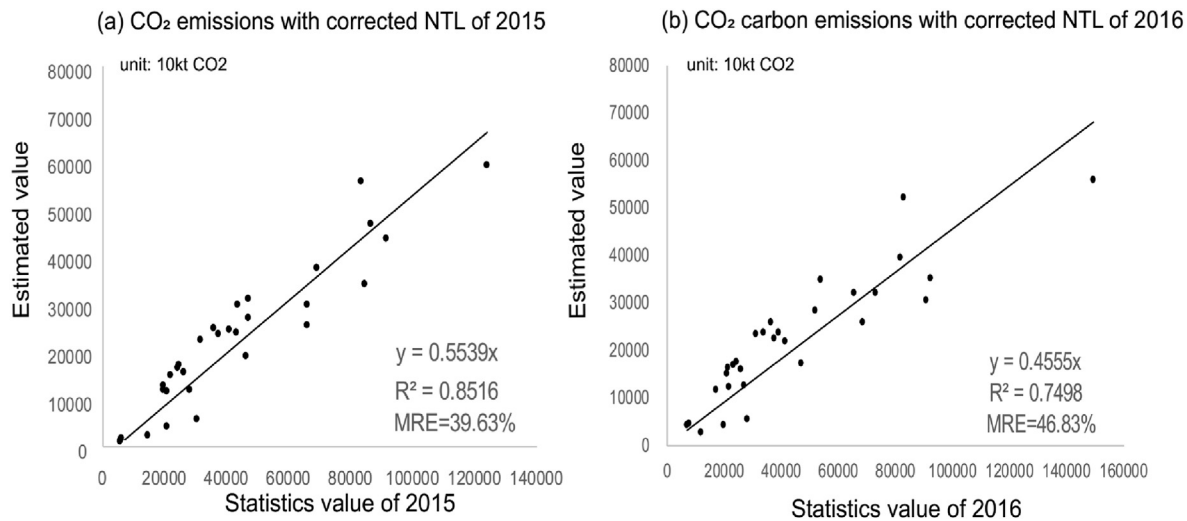 (a) CO₂ emissions with corrected NTL of 2015
unit: 10kt CO2
Estimated value
80000
70000
60000
50000
40000
30000
20000
10000
0
y = 0.5539x
R² = 0.8516
MRE=39.63%
0 20000 40000 60000 80000 100000 120000 140000
Statistics value of 2015
(b) CO₂ carbon emissions with corrected NTL of 2016
unit: 10kt CO2
Estimated value
80000
70000
60000
50000
40000
30000
20000
10000
0
y = 0.4555x
R² = 0.7498
MRE=46.83%
0 20000 40000 60000 80000 100000 120000 140000 160000
Statistics value of 2016